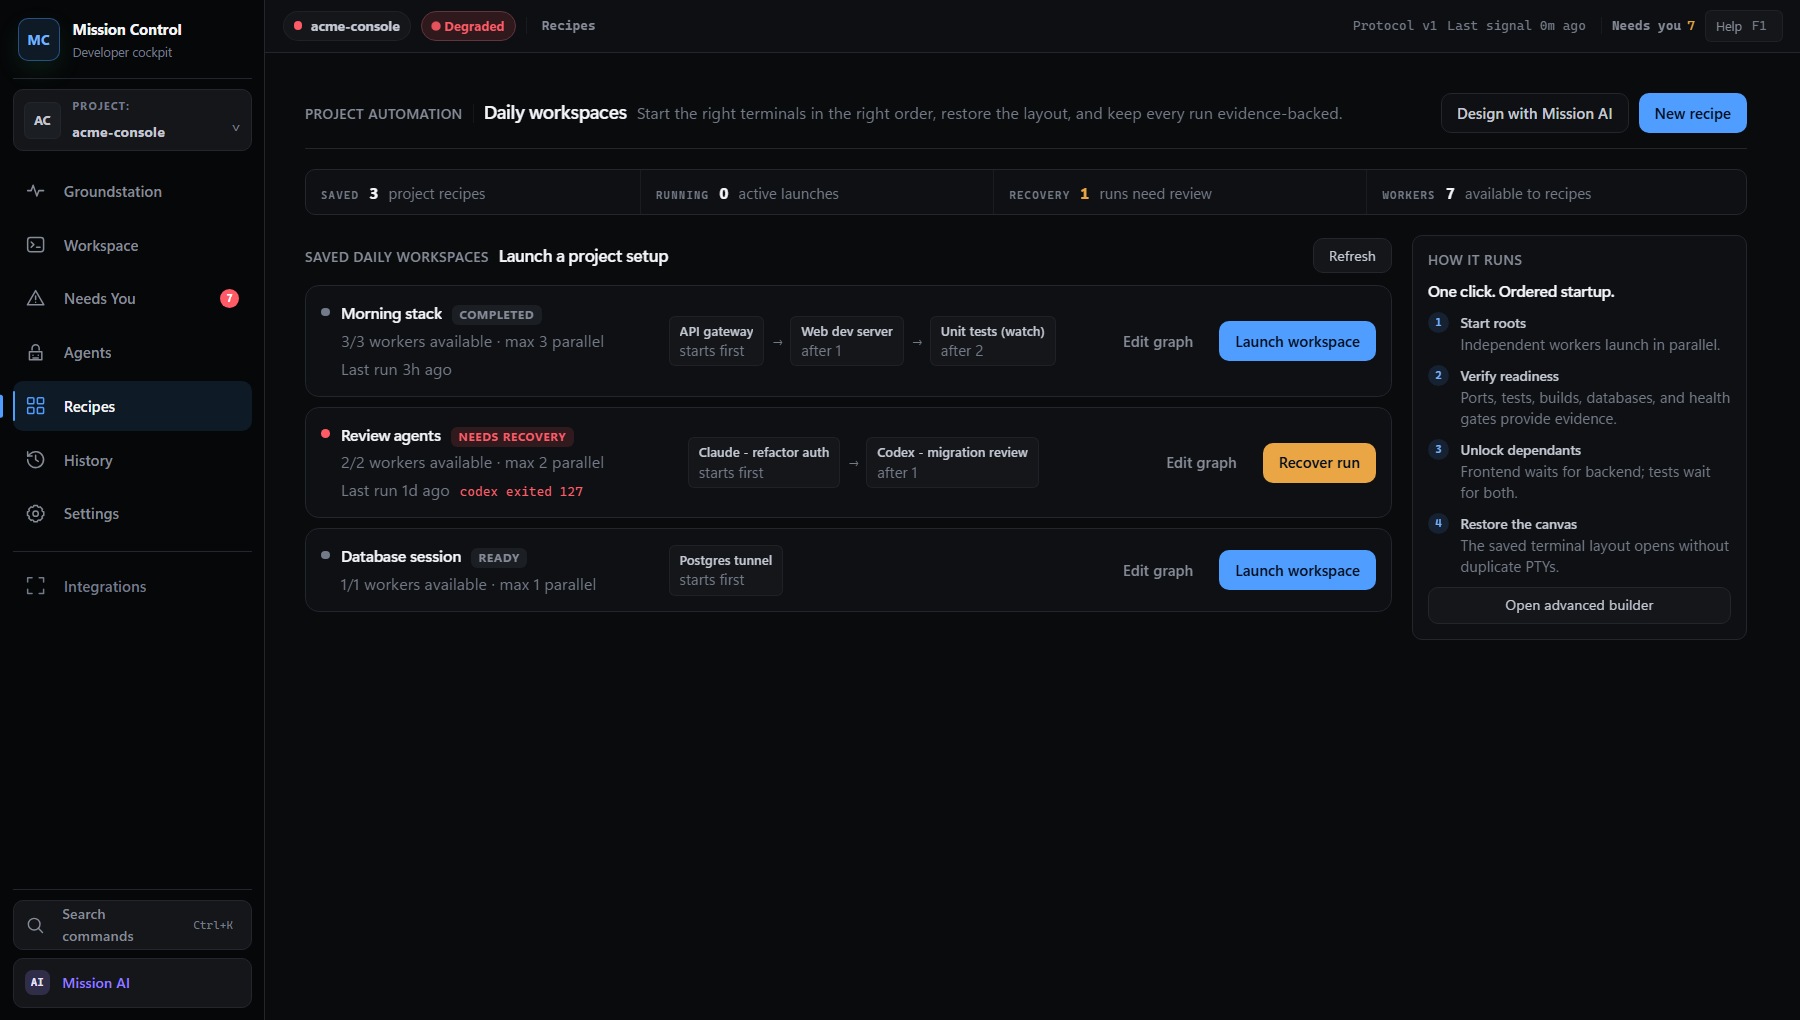 MC
Mission Control
Developer cockpit
AC
PROJECT:
acme-console
Groundstation
Workspace
Needs You
7
Agents
Recipes
History
Settings
Integrations
Search commands
Ctrl+K
AI
Mission AI
acme-console
Degraded
Recipes
Protocol v1 Last signal 0m ago
Needs you 7
Help F1
PROJECT AUTOMATION
Daily workspaces
Start the right terminals in the right order, restore the layout, and keep every run evidence-backed.
Design with Mission AI
New recipe
SAVED 3 project recipes
RUNNING 0 active launches
RECOVERY 1 runs need review
WORKERS 7 available to recipes
SAVED DAILY WORKSPACES
Launch a project setup
Refresh
Morning stack
COMPLETED
3/3 workers available · max 3 parallel
Last run 3h ago
API gateway
starts first
→
Web dev server
after 1
→
Unit tests (watch)
after 2
Edit graph
Launch workspace
Review agents
NEEDS RECOVERY
2/2 workers available · max 2 parallel
Last run 1d ago codex exited 127
Claude - refactor auth
starts first
→
Codex - migration review
after 1
Edit graph
Recover run
Database session
READY
1/1 workers available · max 1 parallel
Postgres tunnel
starts first
Edit graph
Launch workspace
HOW IT RUNS
One click. Ordered startup.
1
Start roots
Independent workers launch in parallel.
2
Verify readiness
Ports, tests, builds, databases, and health
gates provide evidence.
3
Unlock dependants
Frontend waits for backend; tests wait
for both.
4
Restore the canvas
The saved terminal layout opens without
duplicate PTYs.
Open advanced builder